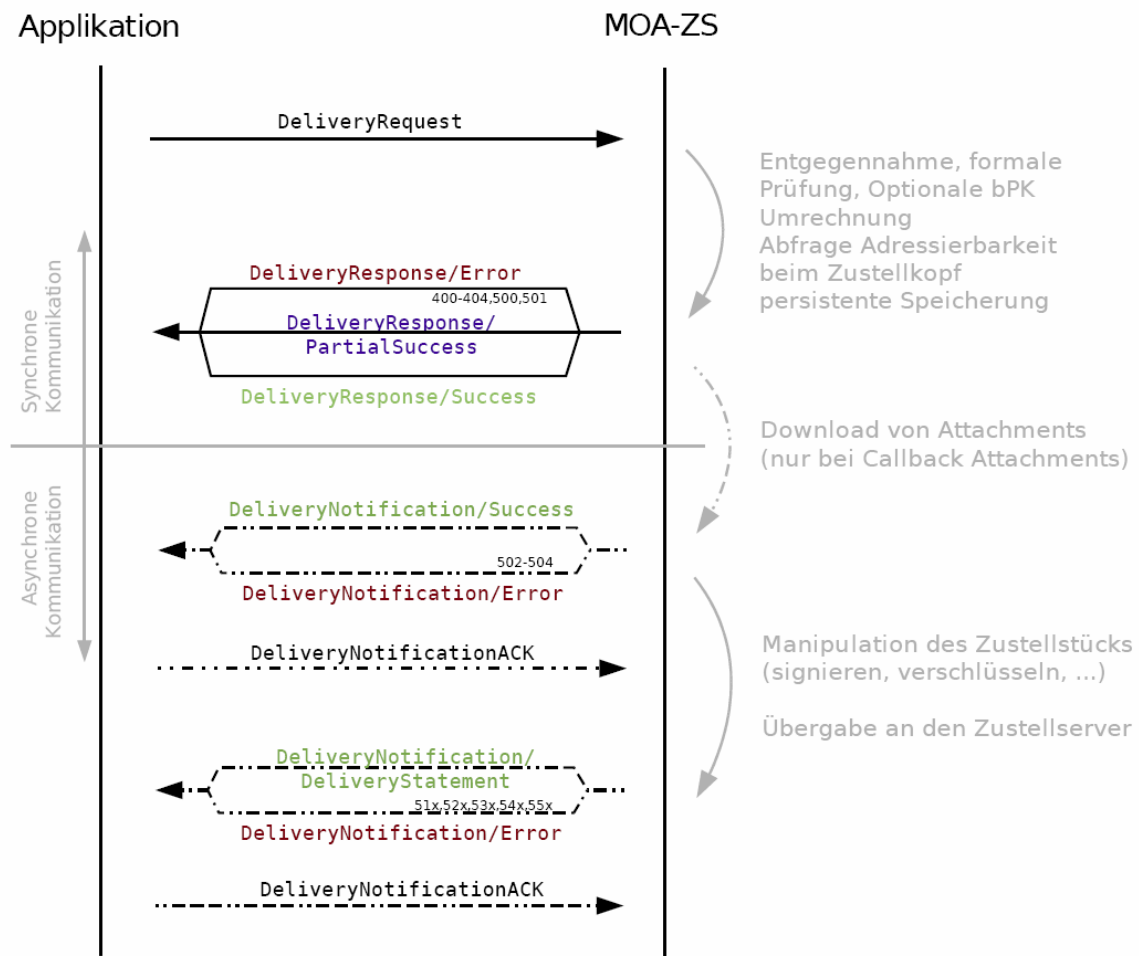 Applikation
MOA-ZS
DeliveryRequest
Entgegennahme, formale
Prüfung, Optionale bPK
Umrechnung
Abfrage Adressierbarkeit
beim Zustellkopf
persistente Speicherung
Synchrone
Kommunikation
DeliveryResponse/Error
400-404,500,501
DeliveryResponse/
PartialSuccess
DeliveryResponse/Success
Download von Attachments
(nur bei Callback Attachments)
Asynchrone
Kommunikation
DeliveryNotification/Success
502-504
DeliveryNotification/Error
DeliveryNotificationACK
Manipulation des Zustellstücks
(signieren, verschlüsseln, ...)
Übergabe an den Zustellserver
DeliveryNotification/
DeliveryStatement
51x,52x,53x,54x,55x
DeliveryNotification/Error
DeliveryNotificationACK